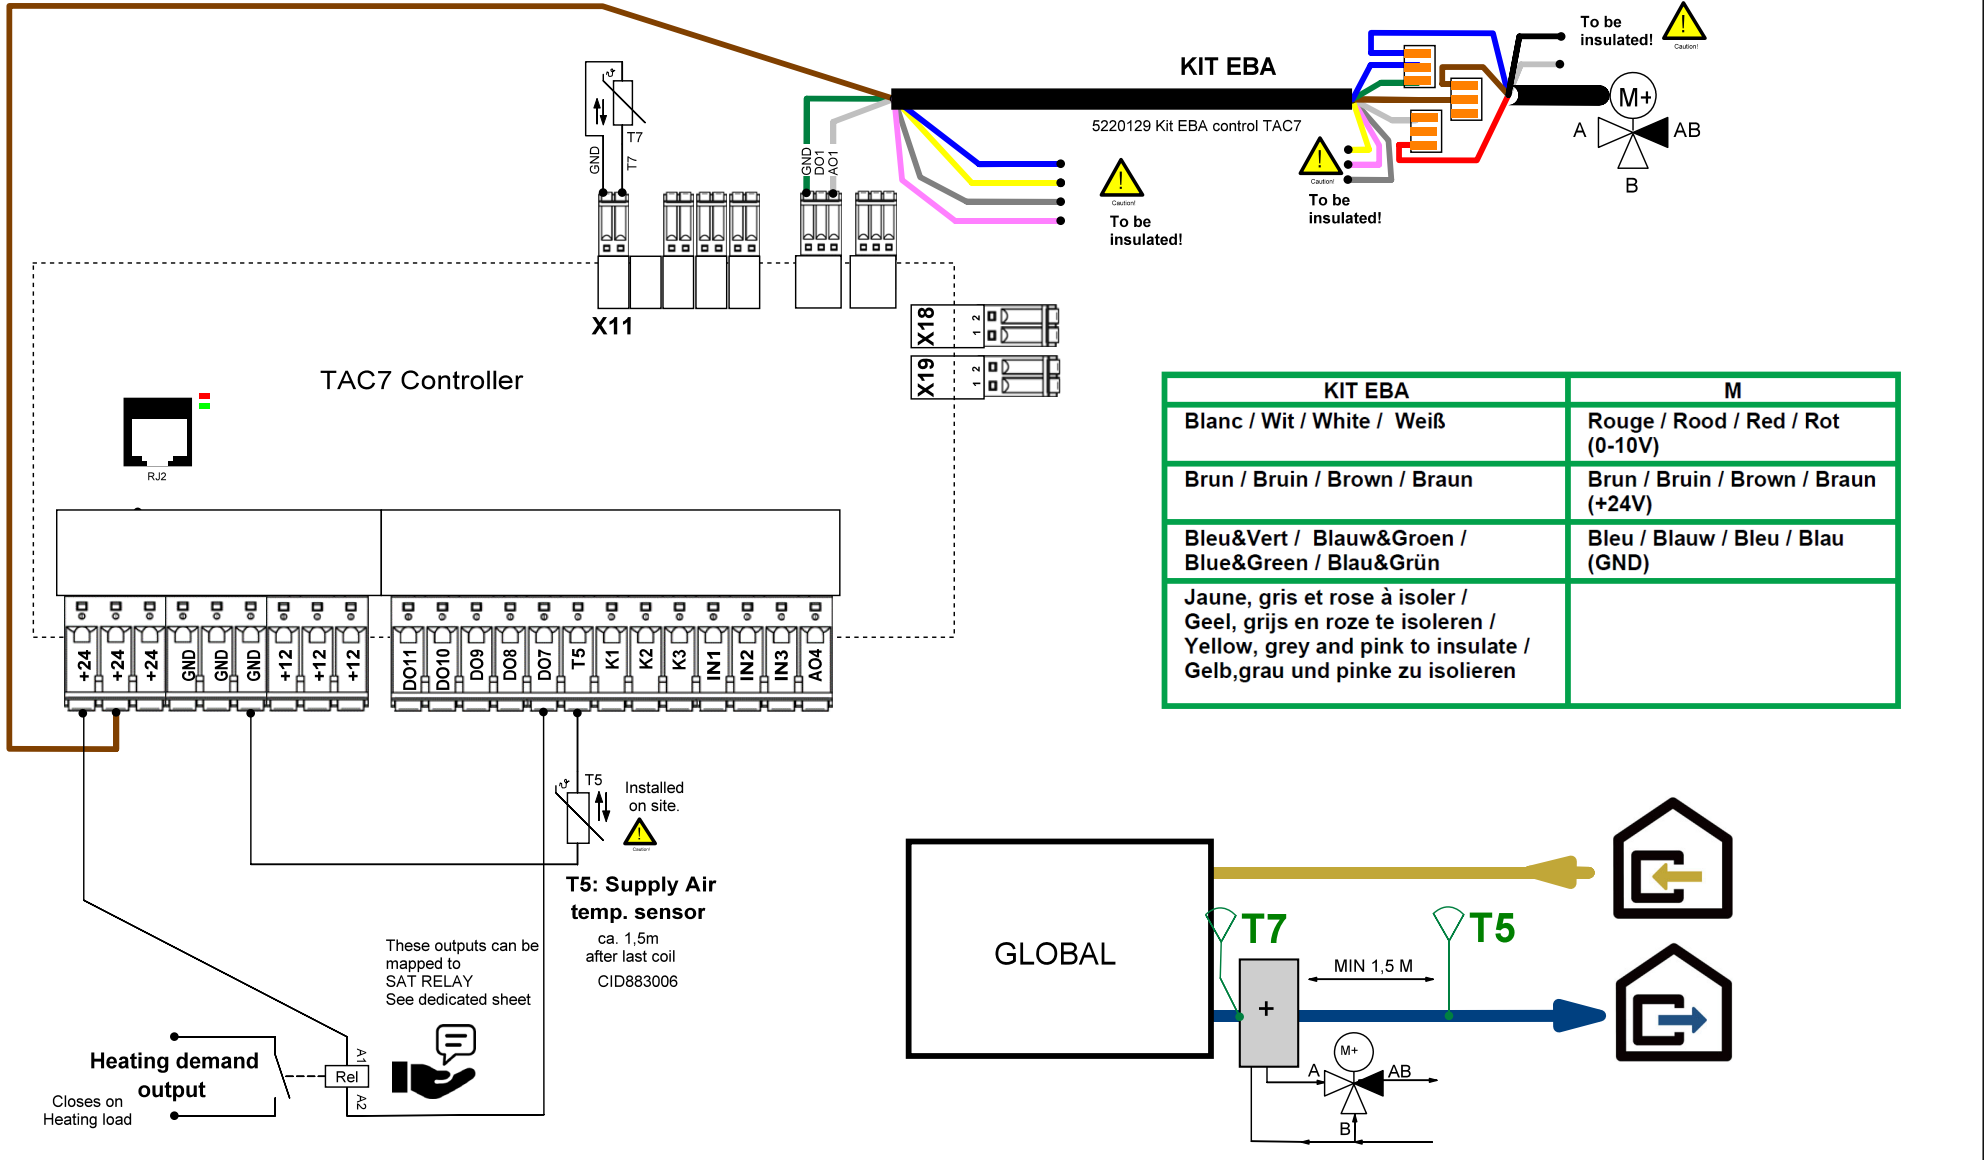 To be
insulated!
Caution!
KIT EBA
5220129 Kit EBA control TAC7
M+
A
AB
B
T7
GND
T7
GND
DO1
AO1
Caution!
To be
insulated!
Caution!
To be
insulated!
X11
X18
1 2
X19
1 2
TAC7 Controller
RJ2
KIT EBA
M
Blanc / Wit / White / Weiß
Rouge / Rood / Red / Rot
(0-10V)
Brun / Bruin / Brown / Braun
Brun / Bruin / Brown / Braun
(+24V)
Bleu&Vert / Blauw&Groen /
Blue&Green / Blau&Grün
Bleu / Blauw / Bleu / Blau
(GND)
Jaune, gris et rose à isoler /
Geel, grijs en roze te isoleren /
Yellow, grey and pink to insulate /
Gelb,grau und pinke zu isolieren
+24
+24
+24
GND
GND
GND
+12
+12
+12
DO11
DO10
DO9
DO8
DO7
T5
K1
K2
K3
IN1
IN2
IN3
AO4
T5
Installed
on site.
Caution!
T5: Supply Air
temp. sensor
ca. 1,5m
after last coil
CID883006
These outputs can be
mapped to
SAT RELAY
See dedicated sheet
Heating demand
output
Closes on
Heating load
A1
Rel
A2
GLOBAL
T7
T5
MIN 1,5 M
+
M+
A
AB
B